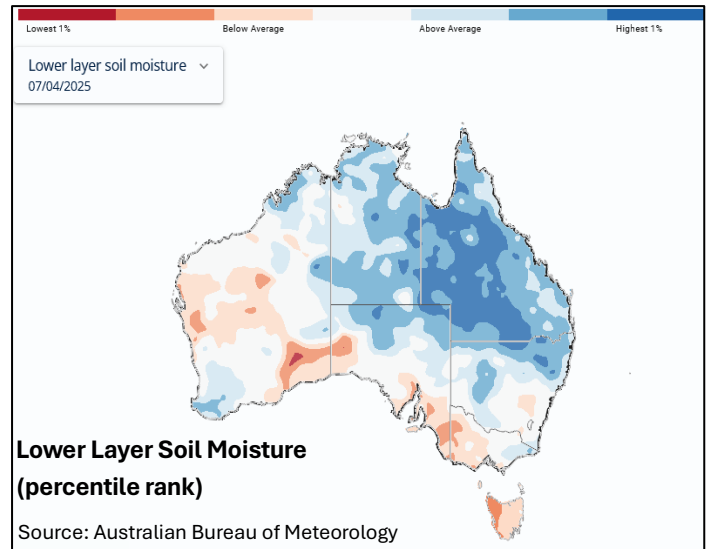 Lowest 1% Below Average Above Average Highest 1%
Lower layer soil moisture
07/04/2025
Lower Layer Soil Moisture
(percentile rank)
Source: Australian Bureau of Meteorology